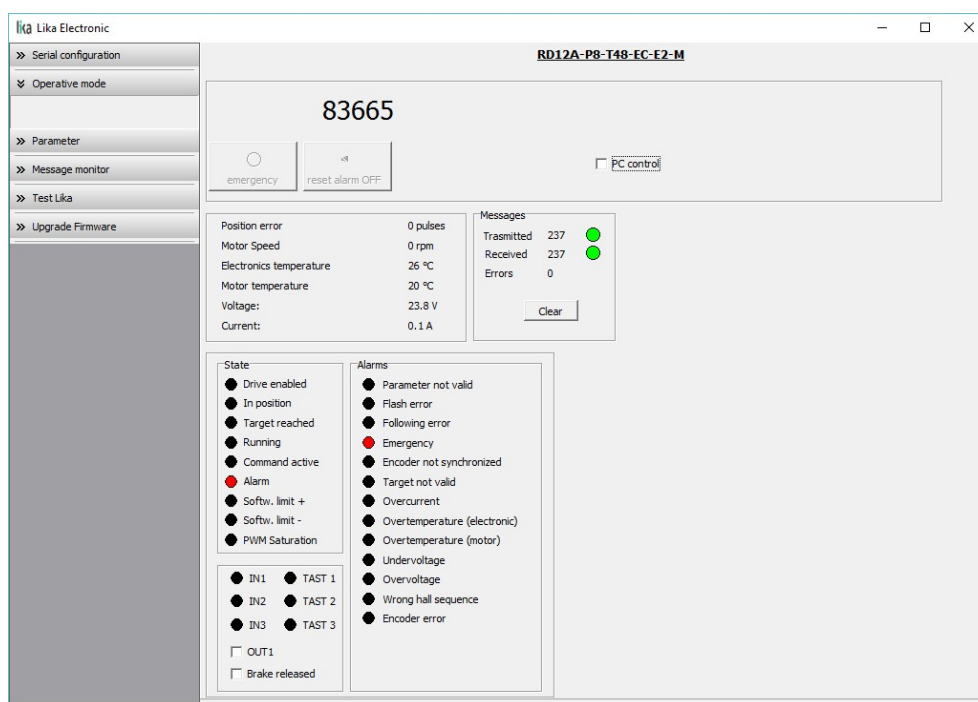 lika Lika Electronic
Serial configuration
Operative mode
Parameter
Message monitor
Test Lika
Upgrade Firmware
RD12A-P8-T48-EC-E2-M
83665
emergency
reset alarm OFF
PC control
Position error 0 pulses
Motor Speed 0 rpm
Electronics temperature 26 ºC
Motor temperature 20 ºC
Voltage: 23.8 V
Current: 0.1 A
Messages
Trasmitted 237
Received 237
Errors 0
Clear
State
Drive enabled
In position
Target reached
Running
Command active
Alarm
Softw. limit +
Softw. limit -
PWM Saturation
IN1 TAST 1
IN2 TAST 2
IN3 TAST 3
OUT1
Brake released
Alarms
Parameter not valid
Flash error
Following error
Emergency
Encoder not synchronized
Target not valid
Overcurrent
Overtemperature (electronic)
Overtemperature (motor)
Undervoltage
Overvoltage
Wrong hall sequence
Encoder error